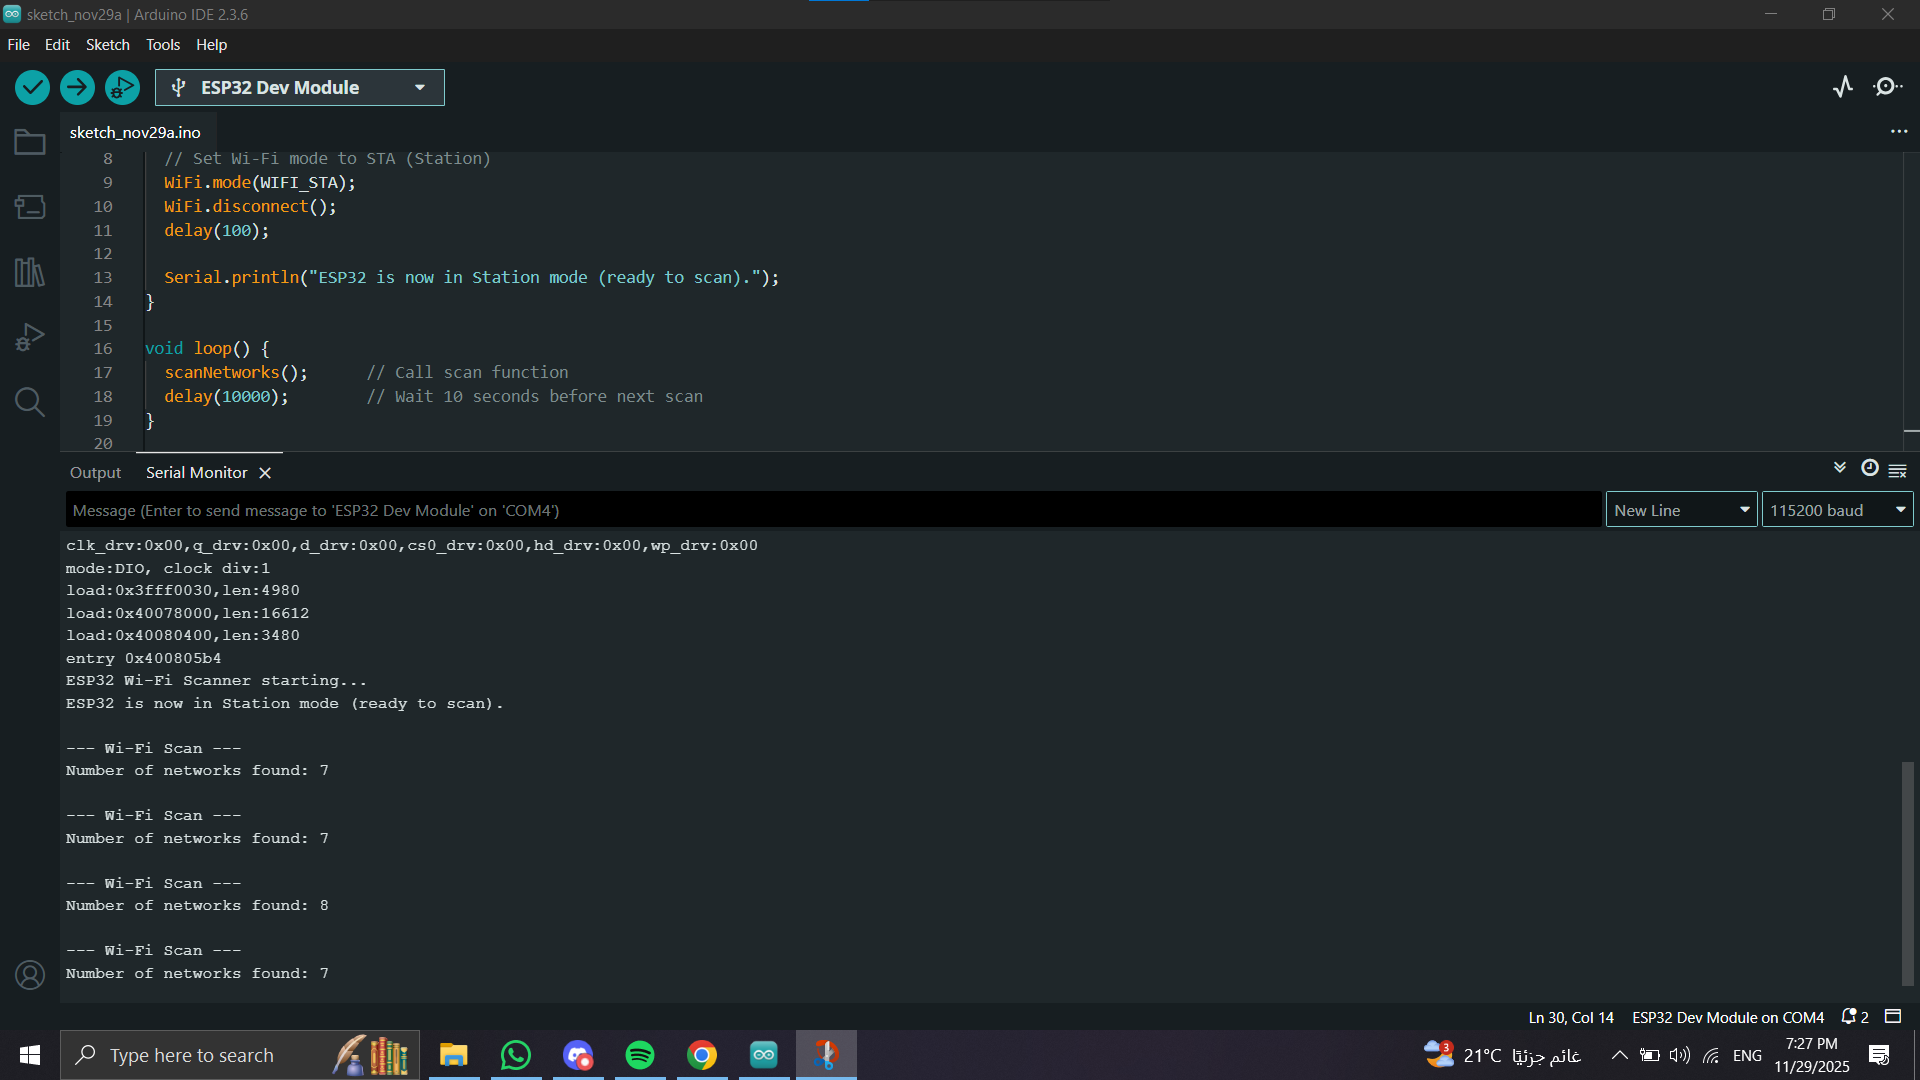 sketch_nov29a | Arduino IDE 2.3.6
File Edit Sketch Tools Help
ESP32 Dev Module
sketch_nov29a.ino
8 // Set Wi-Fi mode to STA (Station)
9 WiFi.mode(WIFI_STA);
10 WiFi.disconnect();
11 delay(100);
12
13 Serial.println("ESP32 is now in Station mode (ready to scan).");
14 }
15
16 void loop() {
17 scanNetworks(); // Call scan function
18 delay(10000); // Wait 10 seconds before next scan
19 }
20
Output Serial Monitor
Message (Enter to send message to 'ESP32 Dev Module' on 'COM4') New Line 115200 baud
clk_drv:0x00,q_drv:0x00,d_drv:0x00,cs0_drv:0x00,hd_drv:0x00,wp_drv:0x00
mode:DIO, clock div:1
load:0x3fff0030,len:4980
load:0x40078000,len:16612
load:0x40080400,len:3480
entry 0x400805b4
ESP32 Wi-Fi Scanner starting...
ESP32 is now in Station mode (ready to scan).
--- Wi-Fi Scan ---
Number of networks found: 7
--- Wi-Fi Scan ---
Number of networks found: 7
--- Wi-Fi Scan ---
Number of networks found: 8
--- Wi-Fi Scan ---
Number of networks found: 7
Ln 30, Col 14 ESP32 Dev Module on COM4 2
Type here to search 3 21°C غائم جزئيًا ENG 7:27 PM
11/29/2025